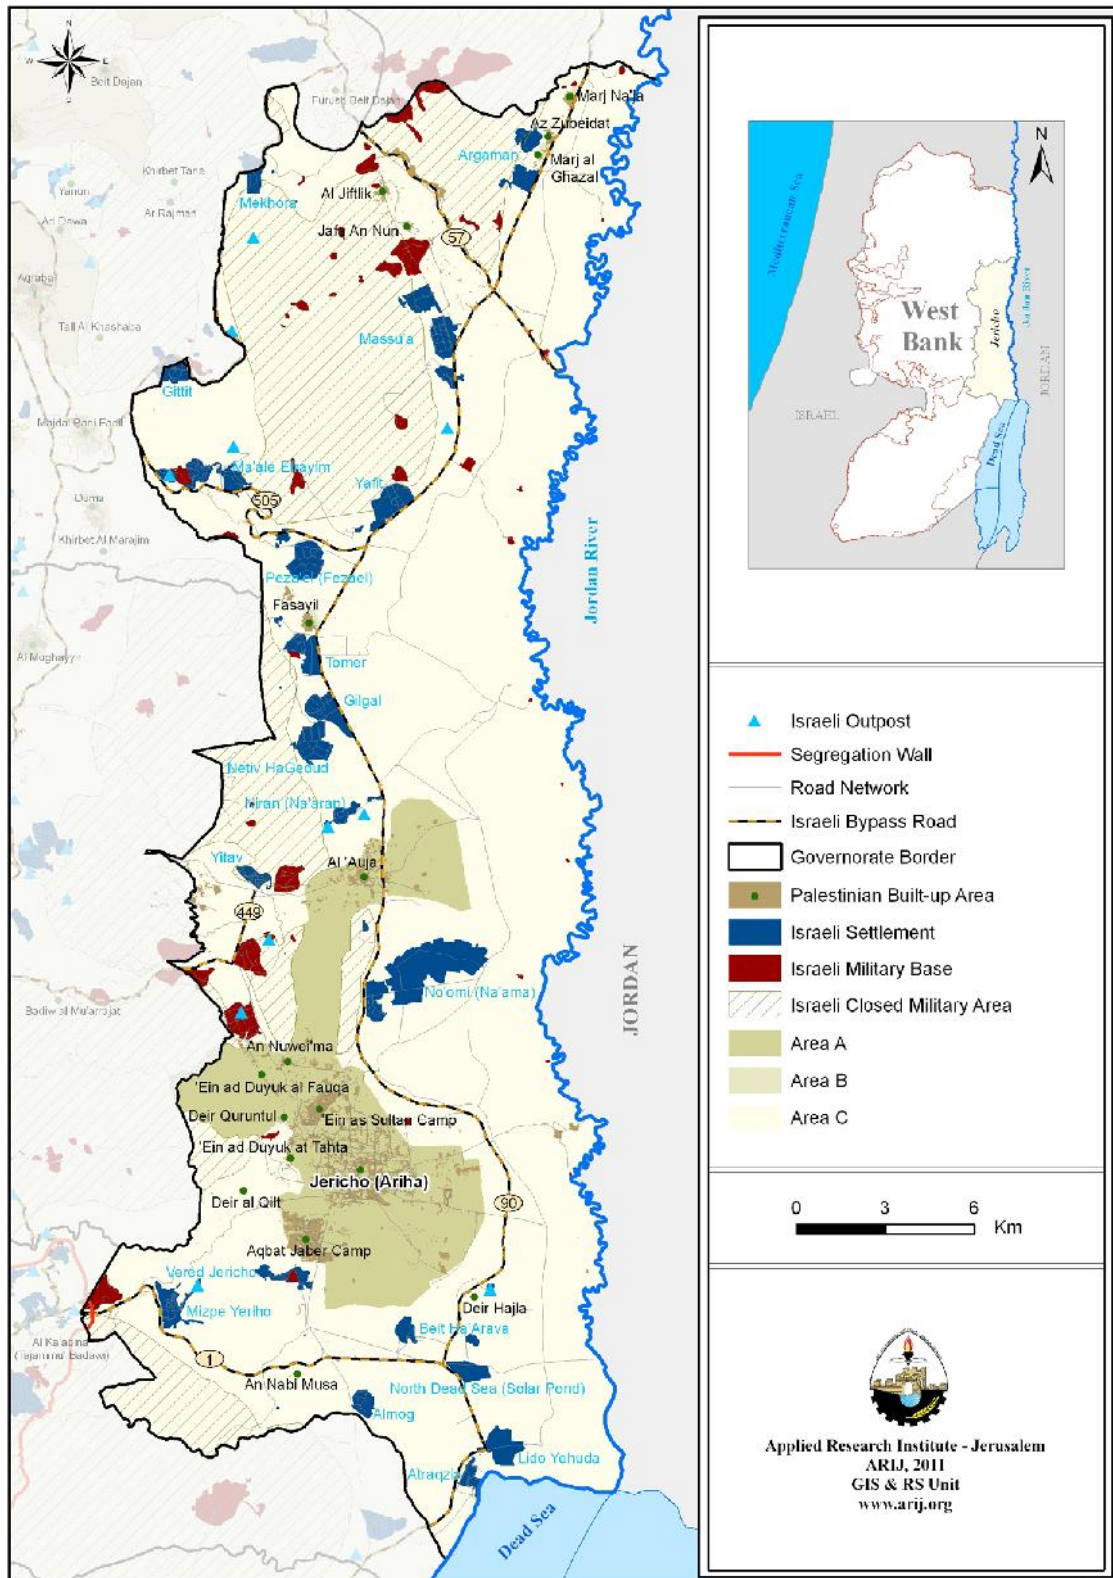 N
W
E
S
Beit Dajan
Furush Beit Dajan
Marj Na'ja
Az Zubeidat
Argaman
Marj al
Ghazal
Khirbet Tana
Yanun
Mekhora
Al Jiftlik
Ar Rajman
Jafa An Nun
57
Aqraba
Tall Al Khashaba
Massu'a
Gittit
Majdal Bani Fadil
Ma'ale Efrayim
Yafit
505
Duma
Khirbet Al Marajim
Peza'el (Fezael)
Fasayil
Jordan River
Al Mughayyir
Tomer
Gilgal
Netiv HaGedud
Niran (Na'aran)
Yitav
Al 'Auja
449
No'omi (Na'ama)
JORDAN
Badiw al Mu'arrajat
An Nuwei'ma
'Ein ad Duyuk al Fauqa
Deir Quruntul
'Ein as Sultan Camp
'Ein ad Duyuk at Tahta
Jericho (Ariha)
Deir al Qilt
90
Aqbat Jaber Camp
Vered Jericho
Mizpe Yeriho
Deir Hajla
Beit Ha'Arava
Al Ka'abina
(Tajammu' Badawi)
1
An Nabi Musa
North Dead Sea (Solar Pond)
Almog
Lido Yehuda
Atraqzia
Dead Sea
N
Mediterranean Sea
West
Bank
Jericho
Jordan River
JORDAN
ISRAEL
Dead Sea
Israeli Outpost
Segregation Wall
Road Network
Israeli Bypass Road
Governorate Border
Palestinian Built-up Area
Israeli Settlement
Israeli Military Base
Israeli Closed Military Area
Area A
Area B
Area C
0 3 6
Km
Applied Research Institute - Jerusalem
ARIJ, 2011
GIS & RS Unit
www.arij.org